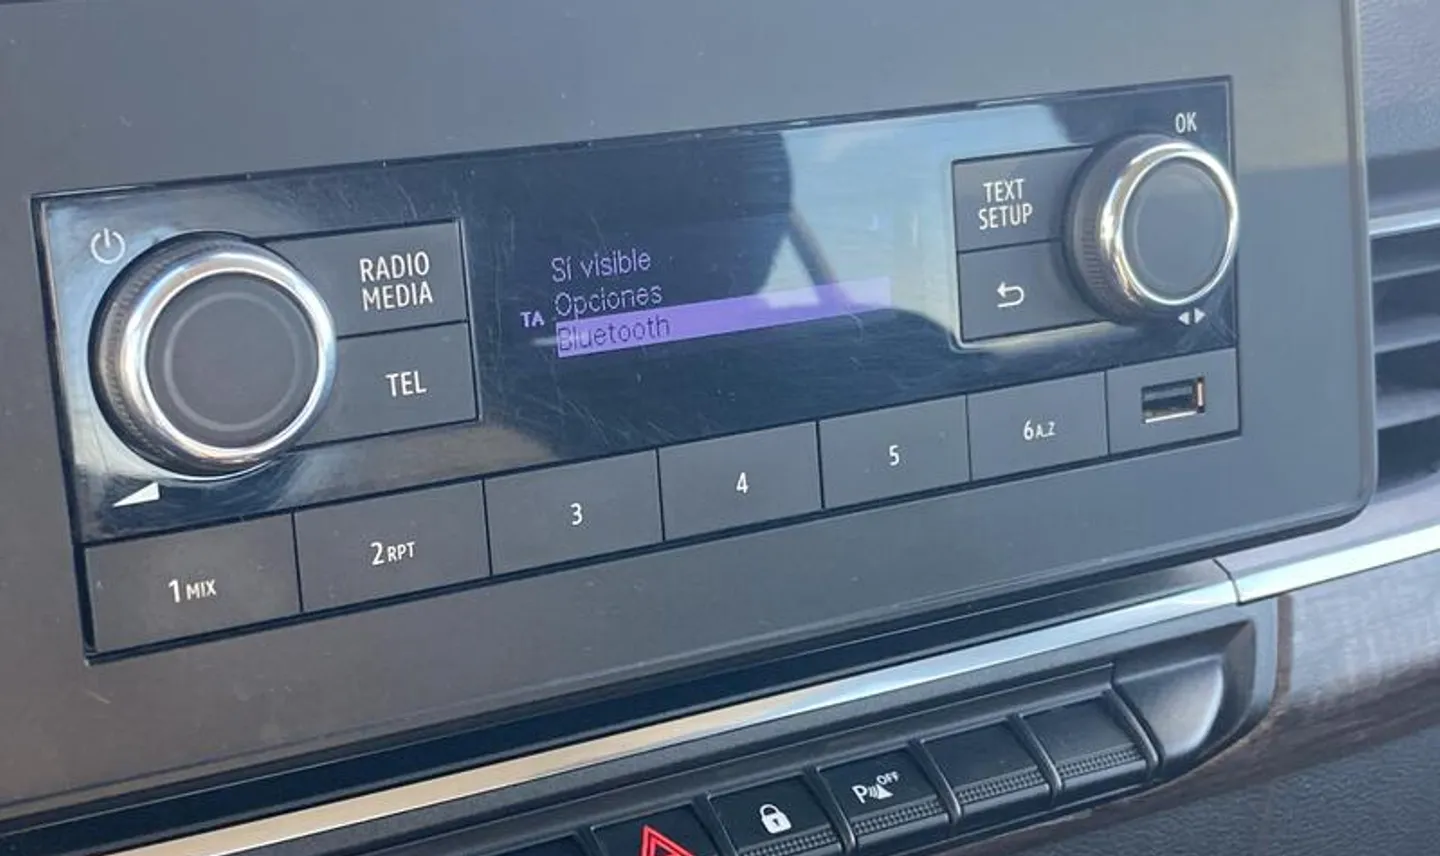 OK
TEXT
SETUP
RADIO
MEDIA
TEL
Sí visible
Opciones
TA
Bluetooth
1 MIX
2 RPT
3
4
5
6 A..Z
P OFF